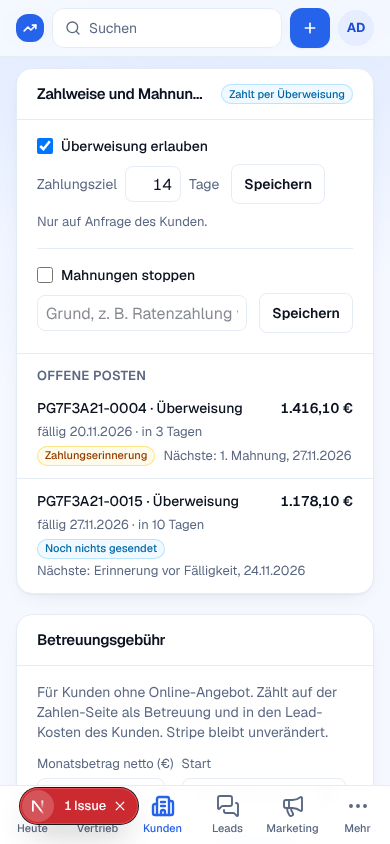 Suchen
AD
Zahlweise und Mahnun...
Zahlt per Überweisung
Überweisung erlauben
Zahlungsziel 14 Tage Speichern
Nur auf Anfrage des Kunden.
Mahnungen stoppen
Grund, z. B. Ratenzahlung Speichern
OFFENE POSTEN
PG7F3A21-0004 · Überweisung 1.416,10 €
fällig 20.11.2026 · in 3 Tagen
Zahlungserinnerung Nächste: 1. Mahnung, 27.11.2026
PG7F3A21-0015 · Überweisung 1.178,10 €
fällig 27.11.2026 · in 10 Tagen
Noch nichts gesendet
Nächste: Erinnerung vor Fälligkeit, 24.11.2026
Betreuungsgebühr
Für Kunden ohne Online-Angebot. Zählt auf der
Zahlen-Seite als Betreuung und in den Lead-
Kosten des Kunden. Stripe bleibt unverändert.
Monatsbetrag netto (€) Start
N 1 Issue
Heute Vertrieb Kunden Leads Marketing Mehr